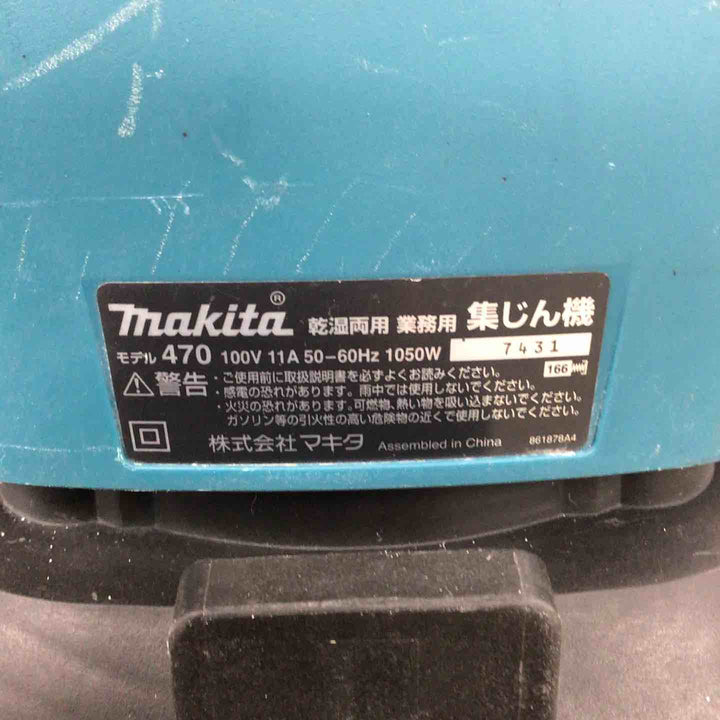 makita® 乾湿両用 業務用 集じん機
モデル 470 100V 11A 50-60Hz 1050W 7431
166
⚠警告 ・ご使用前に取扱説明書を必ずよくお読みください。
・感電の恐れがあります。雨中では使用しないでください。
・火災の恐れがあります。可燃物、熱い物を吸い込まないでください。
ガソリン等の引火性の高い危険物の近くで使用しないでください。
株式会社 マキタ Assembled in China 861878A4